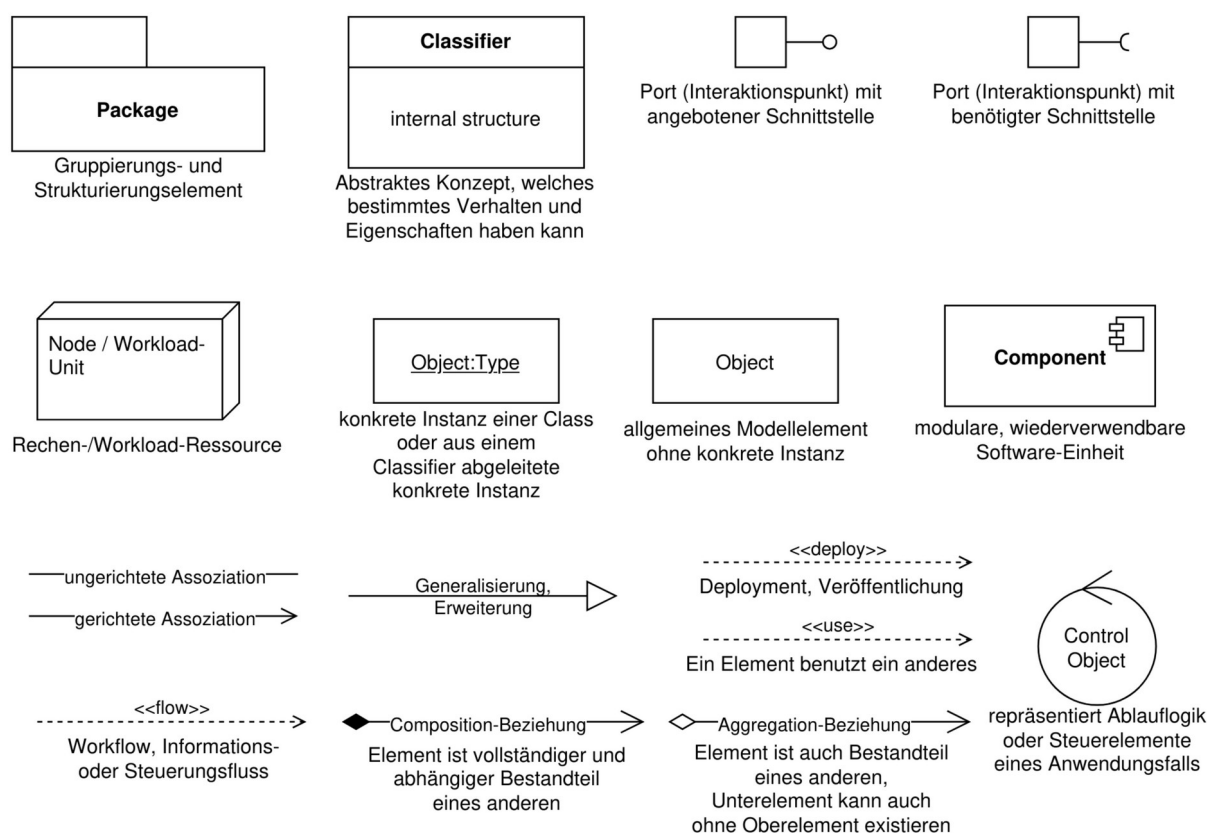 Package
Gruppierungs- und
Strukturierungselement
Classifier
internal structure
Abstraktes Konzept, welches
bestimmtes Verhalten und
Eigenschaften haben kann
Port (Interaktionspunkt) mit
angebotener Schnittstelle
Port (Interaktionspunkt) mit
benötigter Schnittstelle
Node / Workload-
Unit
Rechen-/Workload-Ressource
Object:Type
konkrete Instanz einer Class
oder aus einem
Classifier abgeleitete
konkrete Instanz
Object
allgemeines Modellelement
ohne konkrete Instanz
Component
modulare, wiederverwendbare
Software-Einheit
ungerichtete Assoziation
gerichtete Assoziation
Generalisierung,
Erweiterung
<<deploy>>
Deployment, Veröffentlichung
<<use>>
Ein Element benutzt ein anderes
Control
Object
repräsentiert Ablauflogik
oder Steuerelemente
eines Anwendungsfalls
<<flow>>
Workflow, Informations-
oder Steuerungsfluss
Composition-Beziehung
Element ist vollständiger und
abhängiger Bestandteil
eines anderen
Aggregation-Beziehung
Element ist auch Bestandteil
eines anderen,
Unterelement kann auch
ohne Oberelement existieren